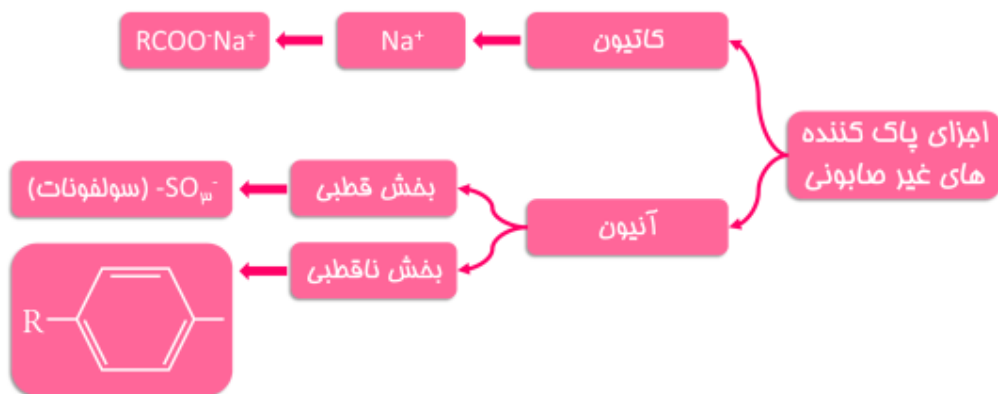 اجزای پاک کننده
های غیر صابونی
کاتیون
Na⁺
RCOO⁻Na⁺
آنیون
بخش قطبی
-SO₃⁻ (سولفونات)
بخش ناقطبی
R